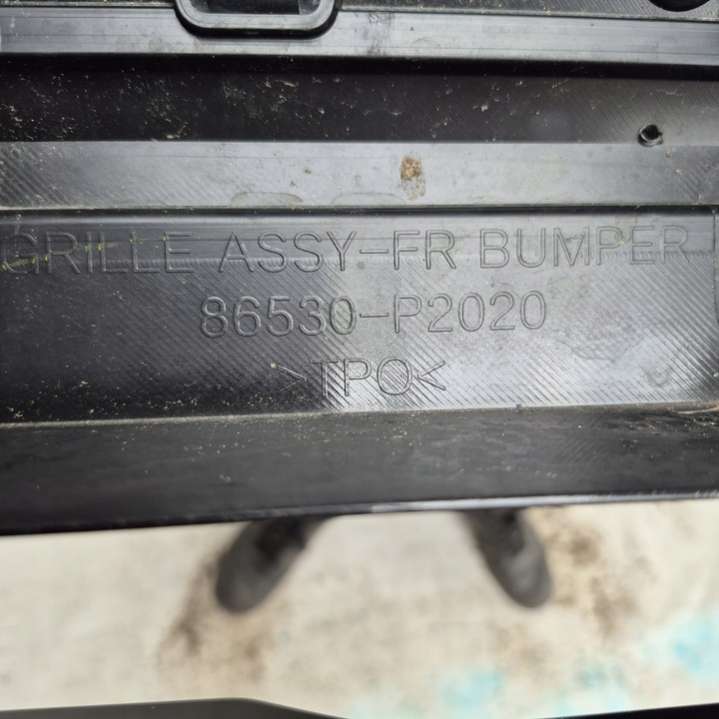 GRILLE ASSY-FR BUMPER
86530-P2020
>TPO<